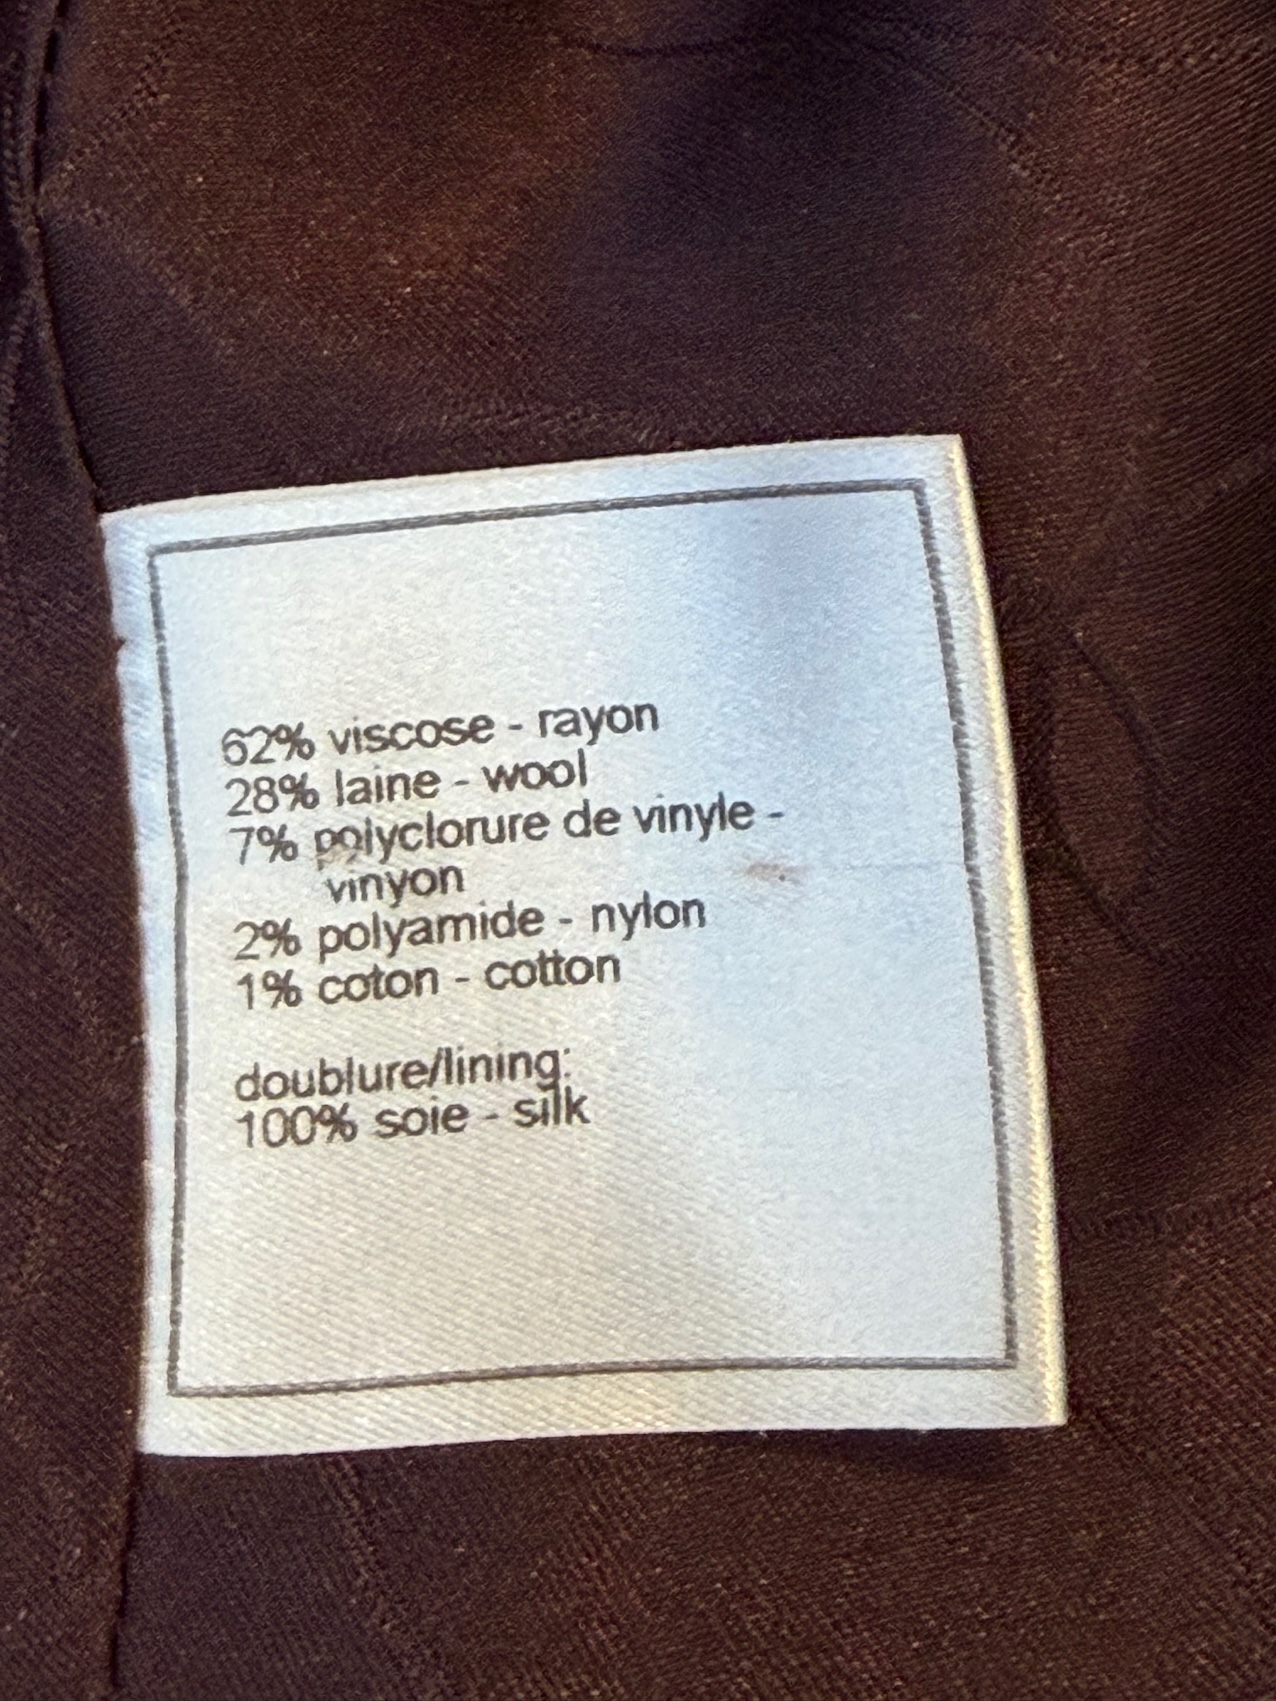 62% viscose - rayon
28% laine - wool
7% polyclorure de vinyle -
vinyon
2% polyamide - nylon
1% coton - cotton
doublure/lining:
100% soie - silk